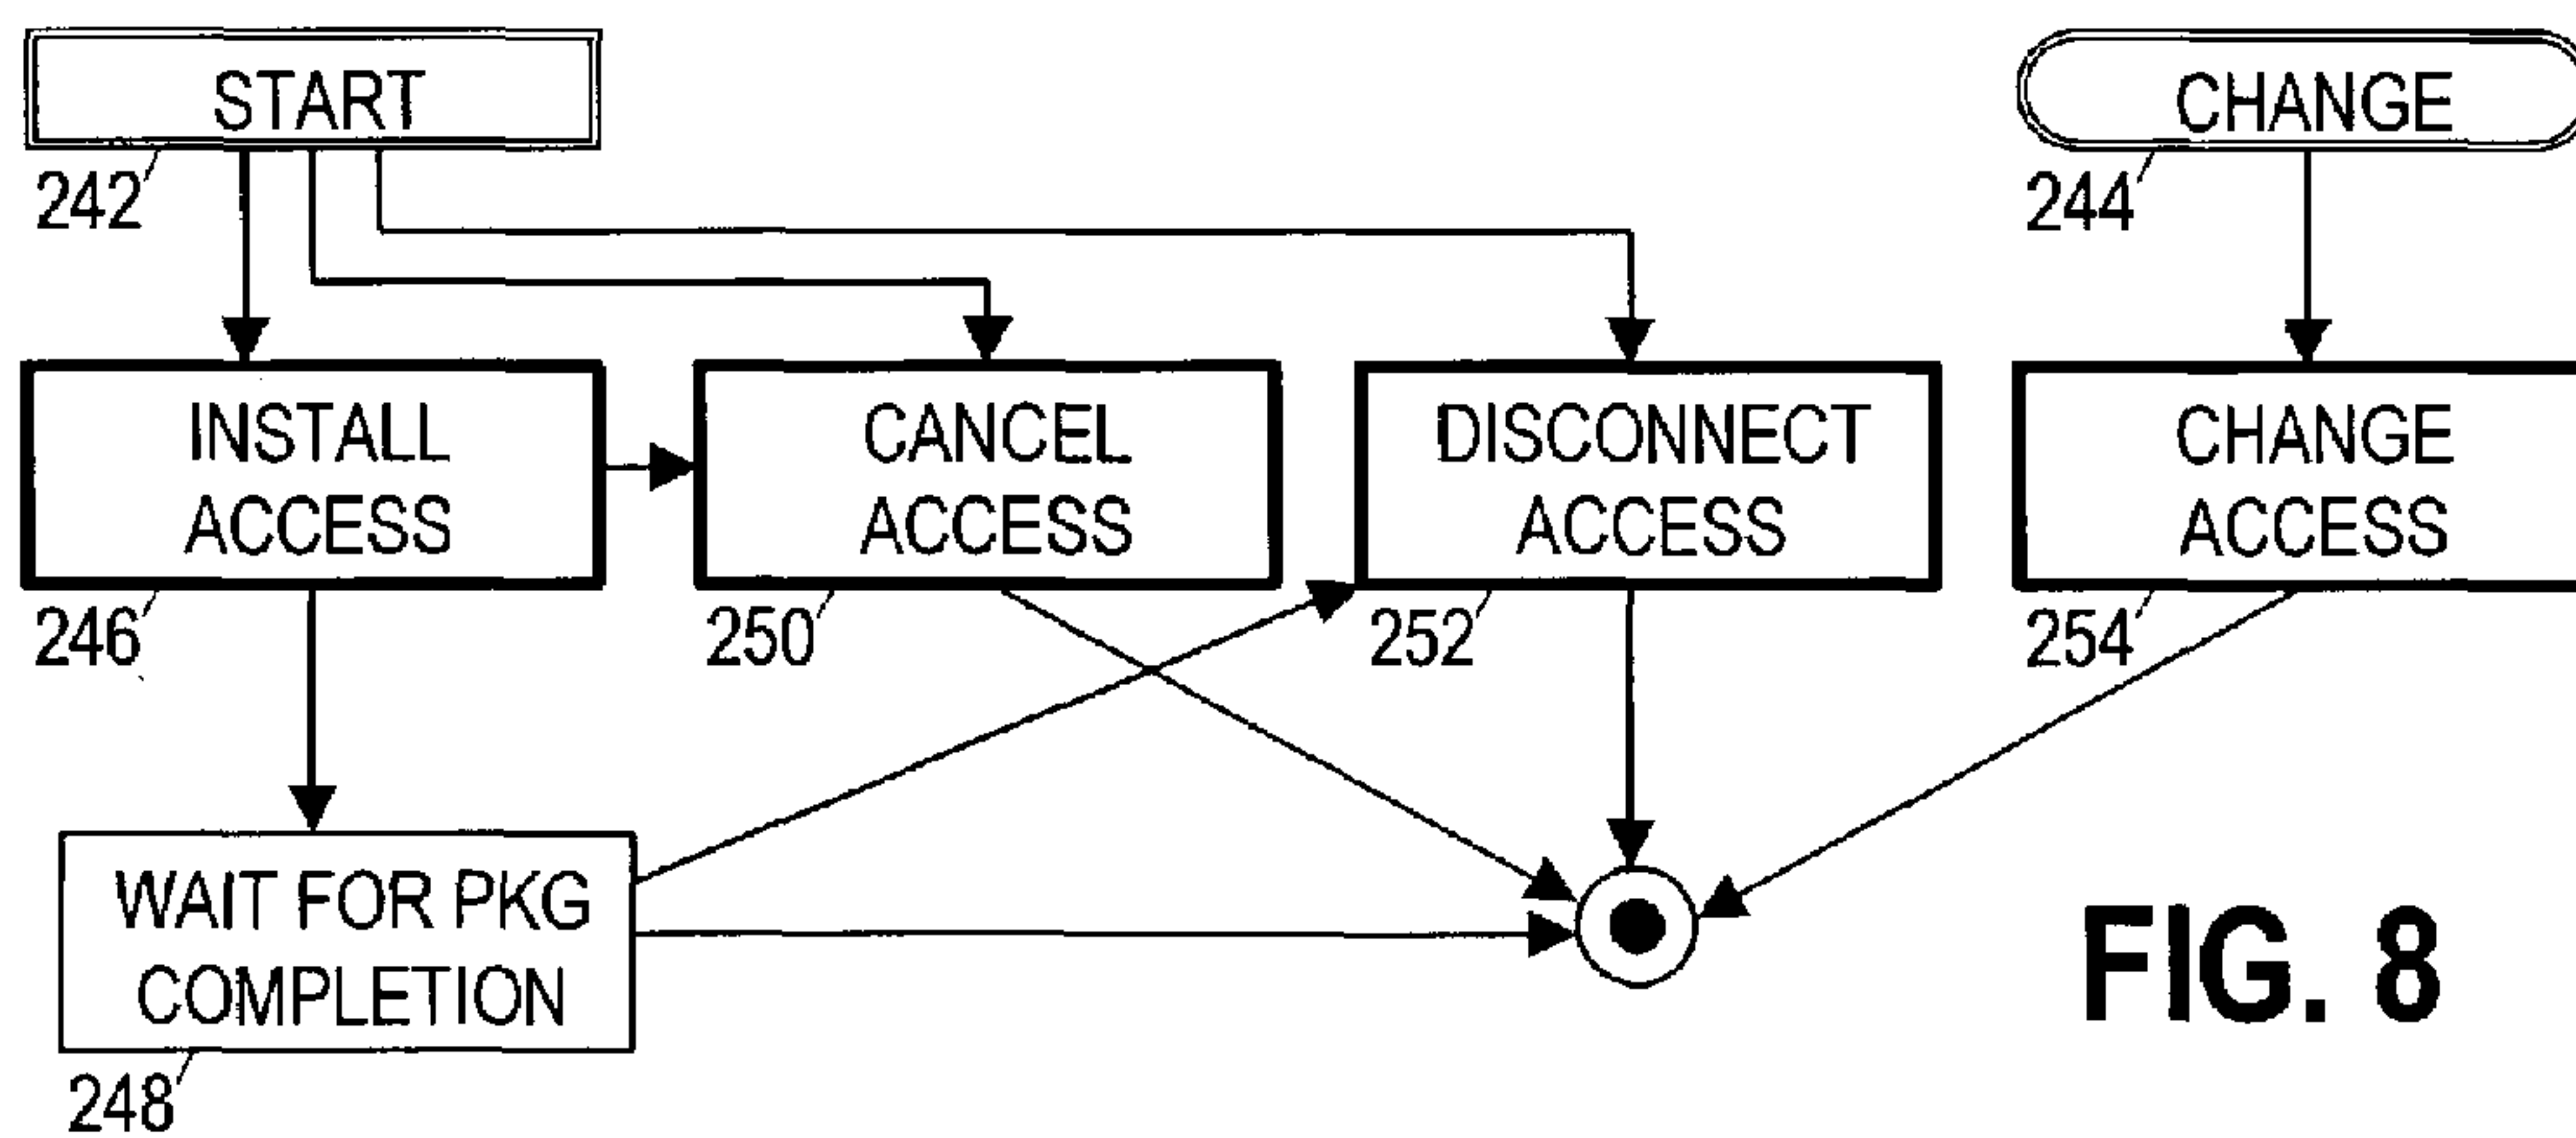 START
CHANGE
242
244
INSTALL
ACCESS
CANCEL
ACCESS
DISCONNECT
ACCESS
CHANGE
ACCESS
246
250
252
254
WAIT FOR PKG
COMPLETION
248
FIG. 8